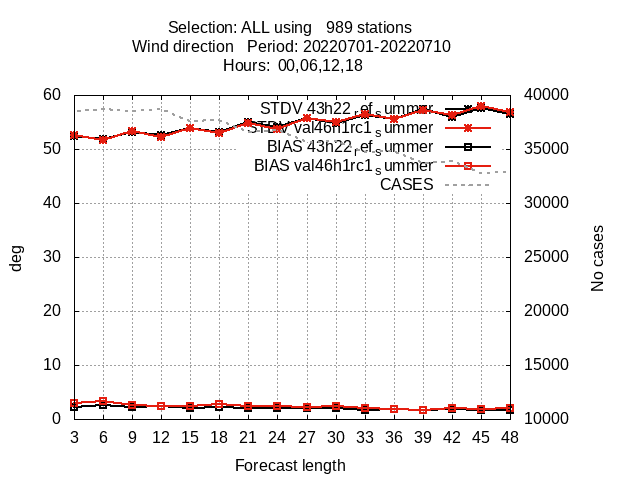 Selection: ALL using 989 stations
Wind direction Period: 20220701-20220710
Hours: 00,06,12,18
STDV 43h22_ref_summer
STDV val46h1rc1_summer
BIAS 43h22_ref_summer
BIAS val46h1rc1_summer
CASES
60
50
40
30
20
10
0
deg
40000
35000
30000
25000
20000
15000
10000
No cases
3 6 9 12 15 18 21 24 27 30 33 36 39 42 45 48
Forecast length